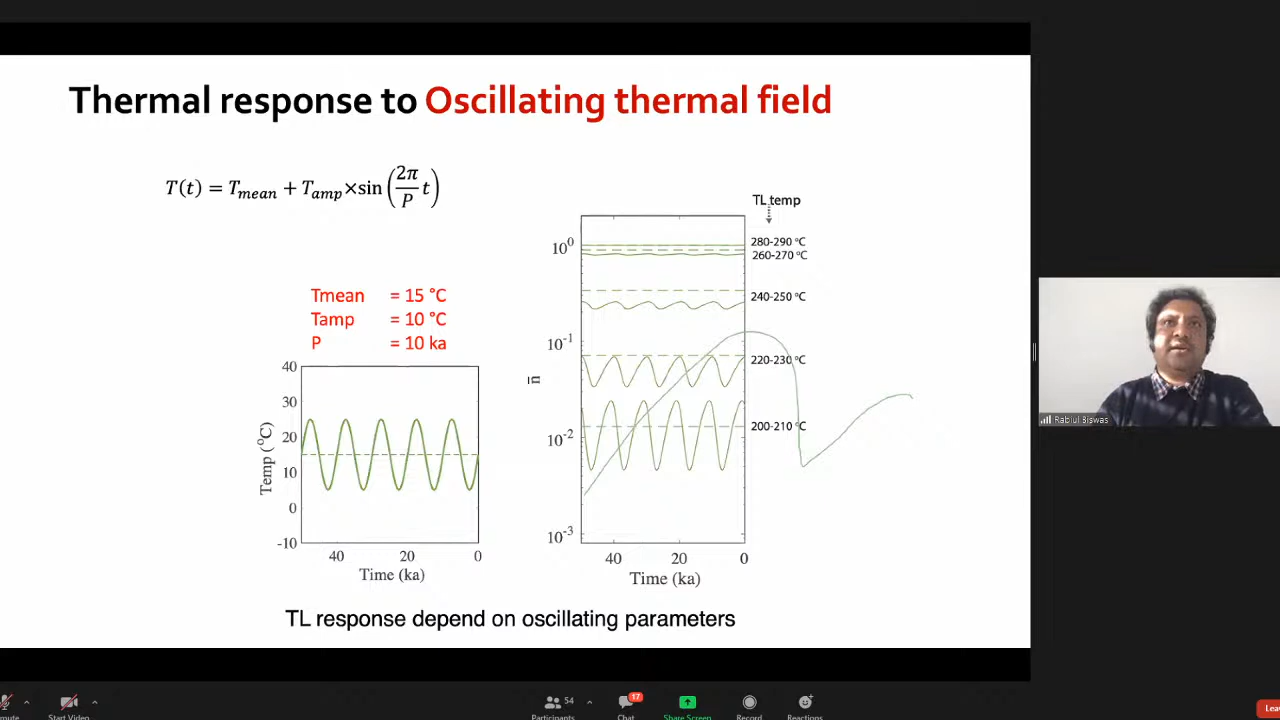 Thermal response to Oscillating thermal field
T(t) = T_mean + T_amp × sin(2π/P t)
Tmean = 15 °C
Tamp = 10 °C
P = 10 ka
40
30
20
10
0
-10
Temp (°C)
40 20 0
Time (ka)
TL temp
10^0
10^-1
10^-2
10^-3
n̄
280-290 °C
260-270 °C
240-250 °C
220-230 °C
200-210 °C
40 20 0
Time (ka)
TL response depend on oscillating parameters
Rabiul Biswas
mute
Start Video
54
Participants
17
Chat
Share Screen
Record
Reactions
Lea